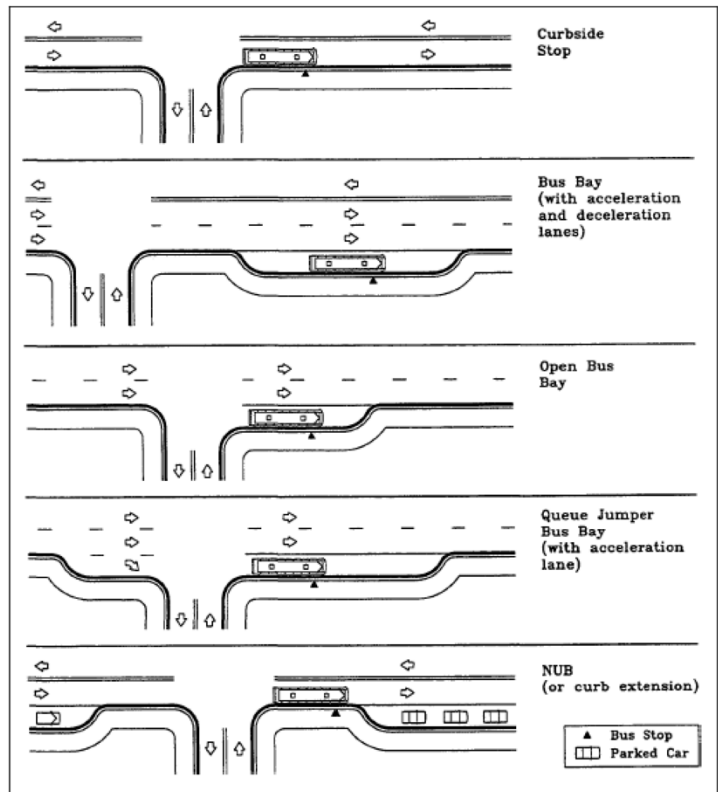 Curbside
Stop
Bus Bay
(with acceleration
and deceleration
lanes)
Open Bus
Bay
Queue Jumper
Bus Bay
(with acceleration
lane)
NUB
(or curb extension)
Bus Stop
Parked Car